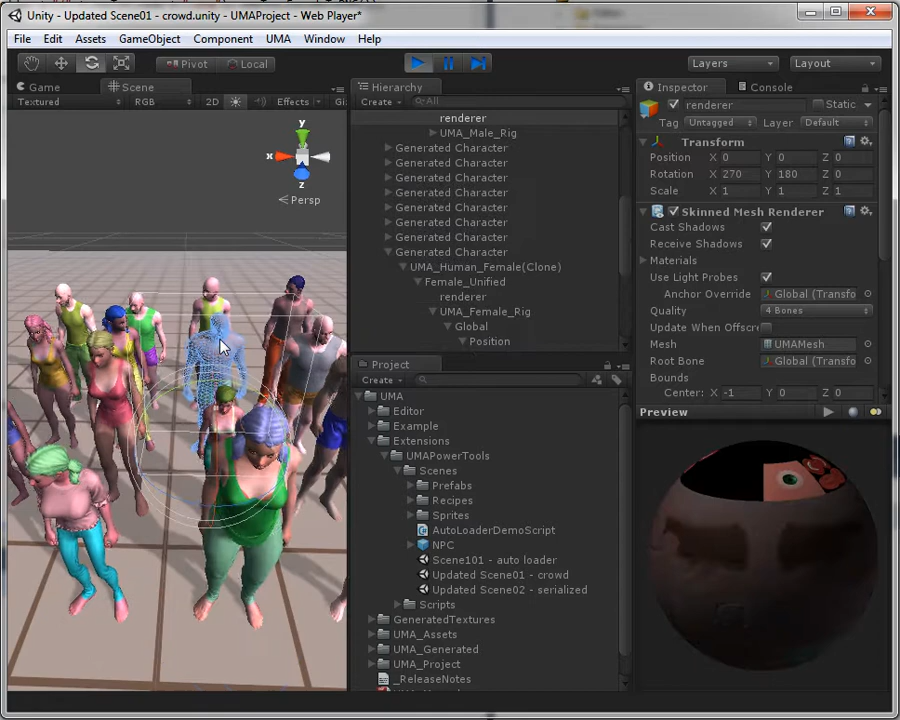 Unity - Updated Scene01 - crowd.unity - UMAProject - Web Player*
File Edit Assets GameObject Component UMA Window Help
Pivot Local Layers Layout
Game Scene Hierarchy Inspector Console
Textured RGB 2D Effects Gi Create All renderer Static
renderer Tag Untagged Layer Default
UMA_Male_Rig
Generated Character Transform
Generated Character Position X 0 Y 0 Z 0
Generated Character Rotation X 270 Y 180 Z 0
Generated Character Scale X 1 Y 1 Z 1
Generated Character Skinned Mesh Renderer
Generated Character Cast Shadows
Generated Character Receive Shadows
Generated Character Materials
UMA_Human_Female(Clone) Use Light Probes
Female_Unified Anchor Override Global (Transfo
renderer Quality 4 Bones
UMA_Female_Rig Update When Offscre
Global Mesh UMAMesh
Position Root Bone Global (Transfo
Project Bounds
Create Center: X -1 Y 0 Z 0
UMA Preview
Editor
Example
Extensions
UMAPowerTools
Scenes
Prefabs
Recipes
Sprites
AutoLoaderDemoScript
NPC
Scene101 - auto loader
Updated Scene01 - crowd
Updated Scene02 - serialized
Scripts
GeneratedTextures
UMA_Assets
UMA_Generated
UMA_Project
_ReleaseNotes
y
x
z
Persp